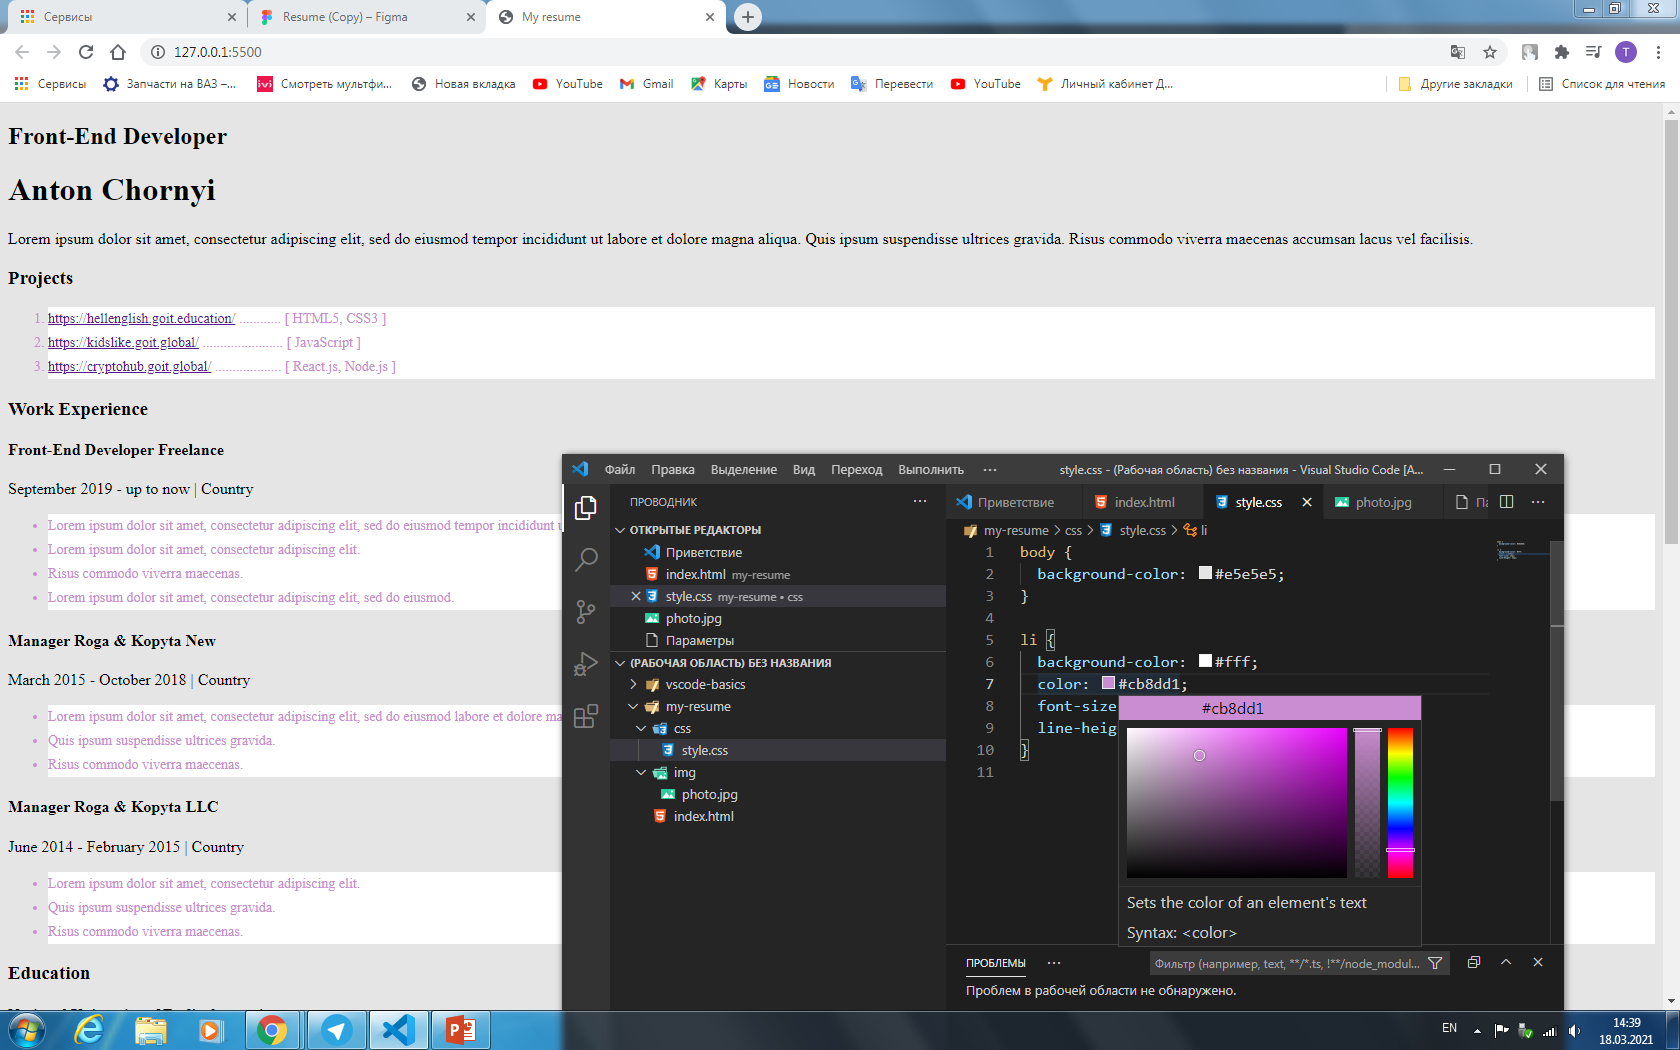 Сервисы
Resume (Copy) – Figma
My resume
127.0.0.1:5500
T
Сервисы
Запчасти на ВАЗ –...
ivi
Смотреть мультфи...
Новая вкладка
YouTube
Gmail
Карты
Новости
Перевести
YouTube
Личный кабинет Д...
Другие закладки
Список для чтения
Front-End Developer
Anton Chornyi
Lorem ipsum dolor sit amet, consectetur adipiscing elit, sed do eiusmod tempor incididunt ut labore et dolore magna aliqua. Quis ipsum suspendisse ultrices gravida. Risus commodo viverra maecenas accumsan lacus vel facilisis.
Projects
1. https://hellenglish.goit.education/ ............ [ HTML5, CSS3 ]
2. https://kidslike.goit.global/ ....................... [ JavaScript ]
3. https://cryptohub.goit.global/ ................... [ React.js, Node.js ]
Work Experience
Front-End Developer Freelance
September 2019 - up to now | Country
• Lorem ipsum dolor sit amet, consectetur adipiscing elit, sed do eiusmod tempor incididunt
• Lorem ipsum dolor sit amet, consectetur adipiscing elit.
• Risus commodo viverra maecenas.
• Lorem ipsum dolor sit amet, consectetur adipiscing elit, sed do eiusmod.
Manager Roga & Kopyta New
March 2015 - October 2018 | Country
• Lorem ipsum dolor sit amet, consectetur adipiscing elit, sed do eiusmod labore et dolore ma
• Quis ipsum suspendisse ultrices gravida.
• Risus commodo viverra maecenas.
Manager Roga & Kopyta LLC
June 2014 - February 2015 | Country
• Lorem ipsum dolor sit amet, consectetur adipiscing elit.
• Quis ipsum suspendisse ultrices gravida.
• Risus commodo viverra maecenas.
Education
Файл Правка Выделение Вид Переход Выполнить ···
style.css - (Рабочая область) без названия - Visual Studio Code [А...
ПРОВОДНИК
ОТКРЫТЫЕ РЕДАКТОРЫ
Приветствие
index.html my-resume
style.css my-resume • css
photo.jpg
Параметры
(РАБОЧАЯ ОБЛАСТЬ) БЕЗ НАЗВАНИЯ
vscode-basics
my-resume
css
style.css
img
photo.jpg
index.html
Приветствие
index.html
style.css
photo.jpg
Па
my-resume > css > style.css > li
1 body {
2 background-color: #e5e5e5;
3 }
4
5 li {
6 background-color: #fff;
7 color: #cb8dd1;
8 font-size
9 line-heig
10 }
11
#cb8dd1
Sets the color of an element's text
Syntax: <color>
ПРОБЛЕМЫ ···
Фильтр (например, text, **/*.ts, !**/node_modul...
Проблем в рабочей области не обнаружено.
EN
14:39
18.03.2021